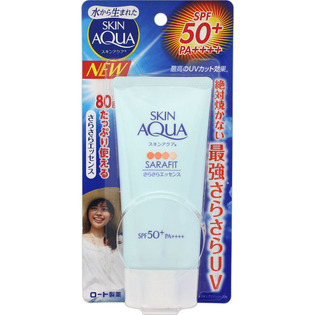 水から生まれた
SKIN
AQUA
スキンアクア
NEW
SPF
50+
PA++++
最高のUVカット効果。
絶対焼かない
最強さらさらUV
80
たっぷり使える
さらさらエッセンス
SKIN
AQUA
スキンアクア
SARAFIT
さらさらエッセンス
SPF50+ PA++++
ロート製薬